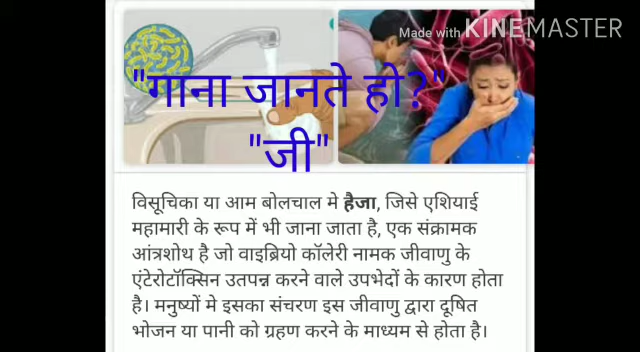 Made with KINEMASTER
"गाना जानते हो?"
"जी"
विसूचिका या आम बोलचाल मे हैजा, जिसे एशियाई
महामारी के रूप में भी जाना जाता है, एक संक्रामक
आंत्रशोथ है जो वाइब्रियो कॉलेरी नामक जीवाणु के
एंटेरोटॉक्सिन उतपन्न करने वाले उपभेदों के कारण होता
है। मनुष्यों मे इसका संचरण इस जीवाणु द्वारा दूषित
भोजन या पानी को ग्रहण करने के माध्यम से होता है।